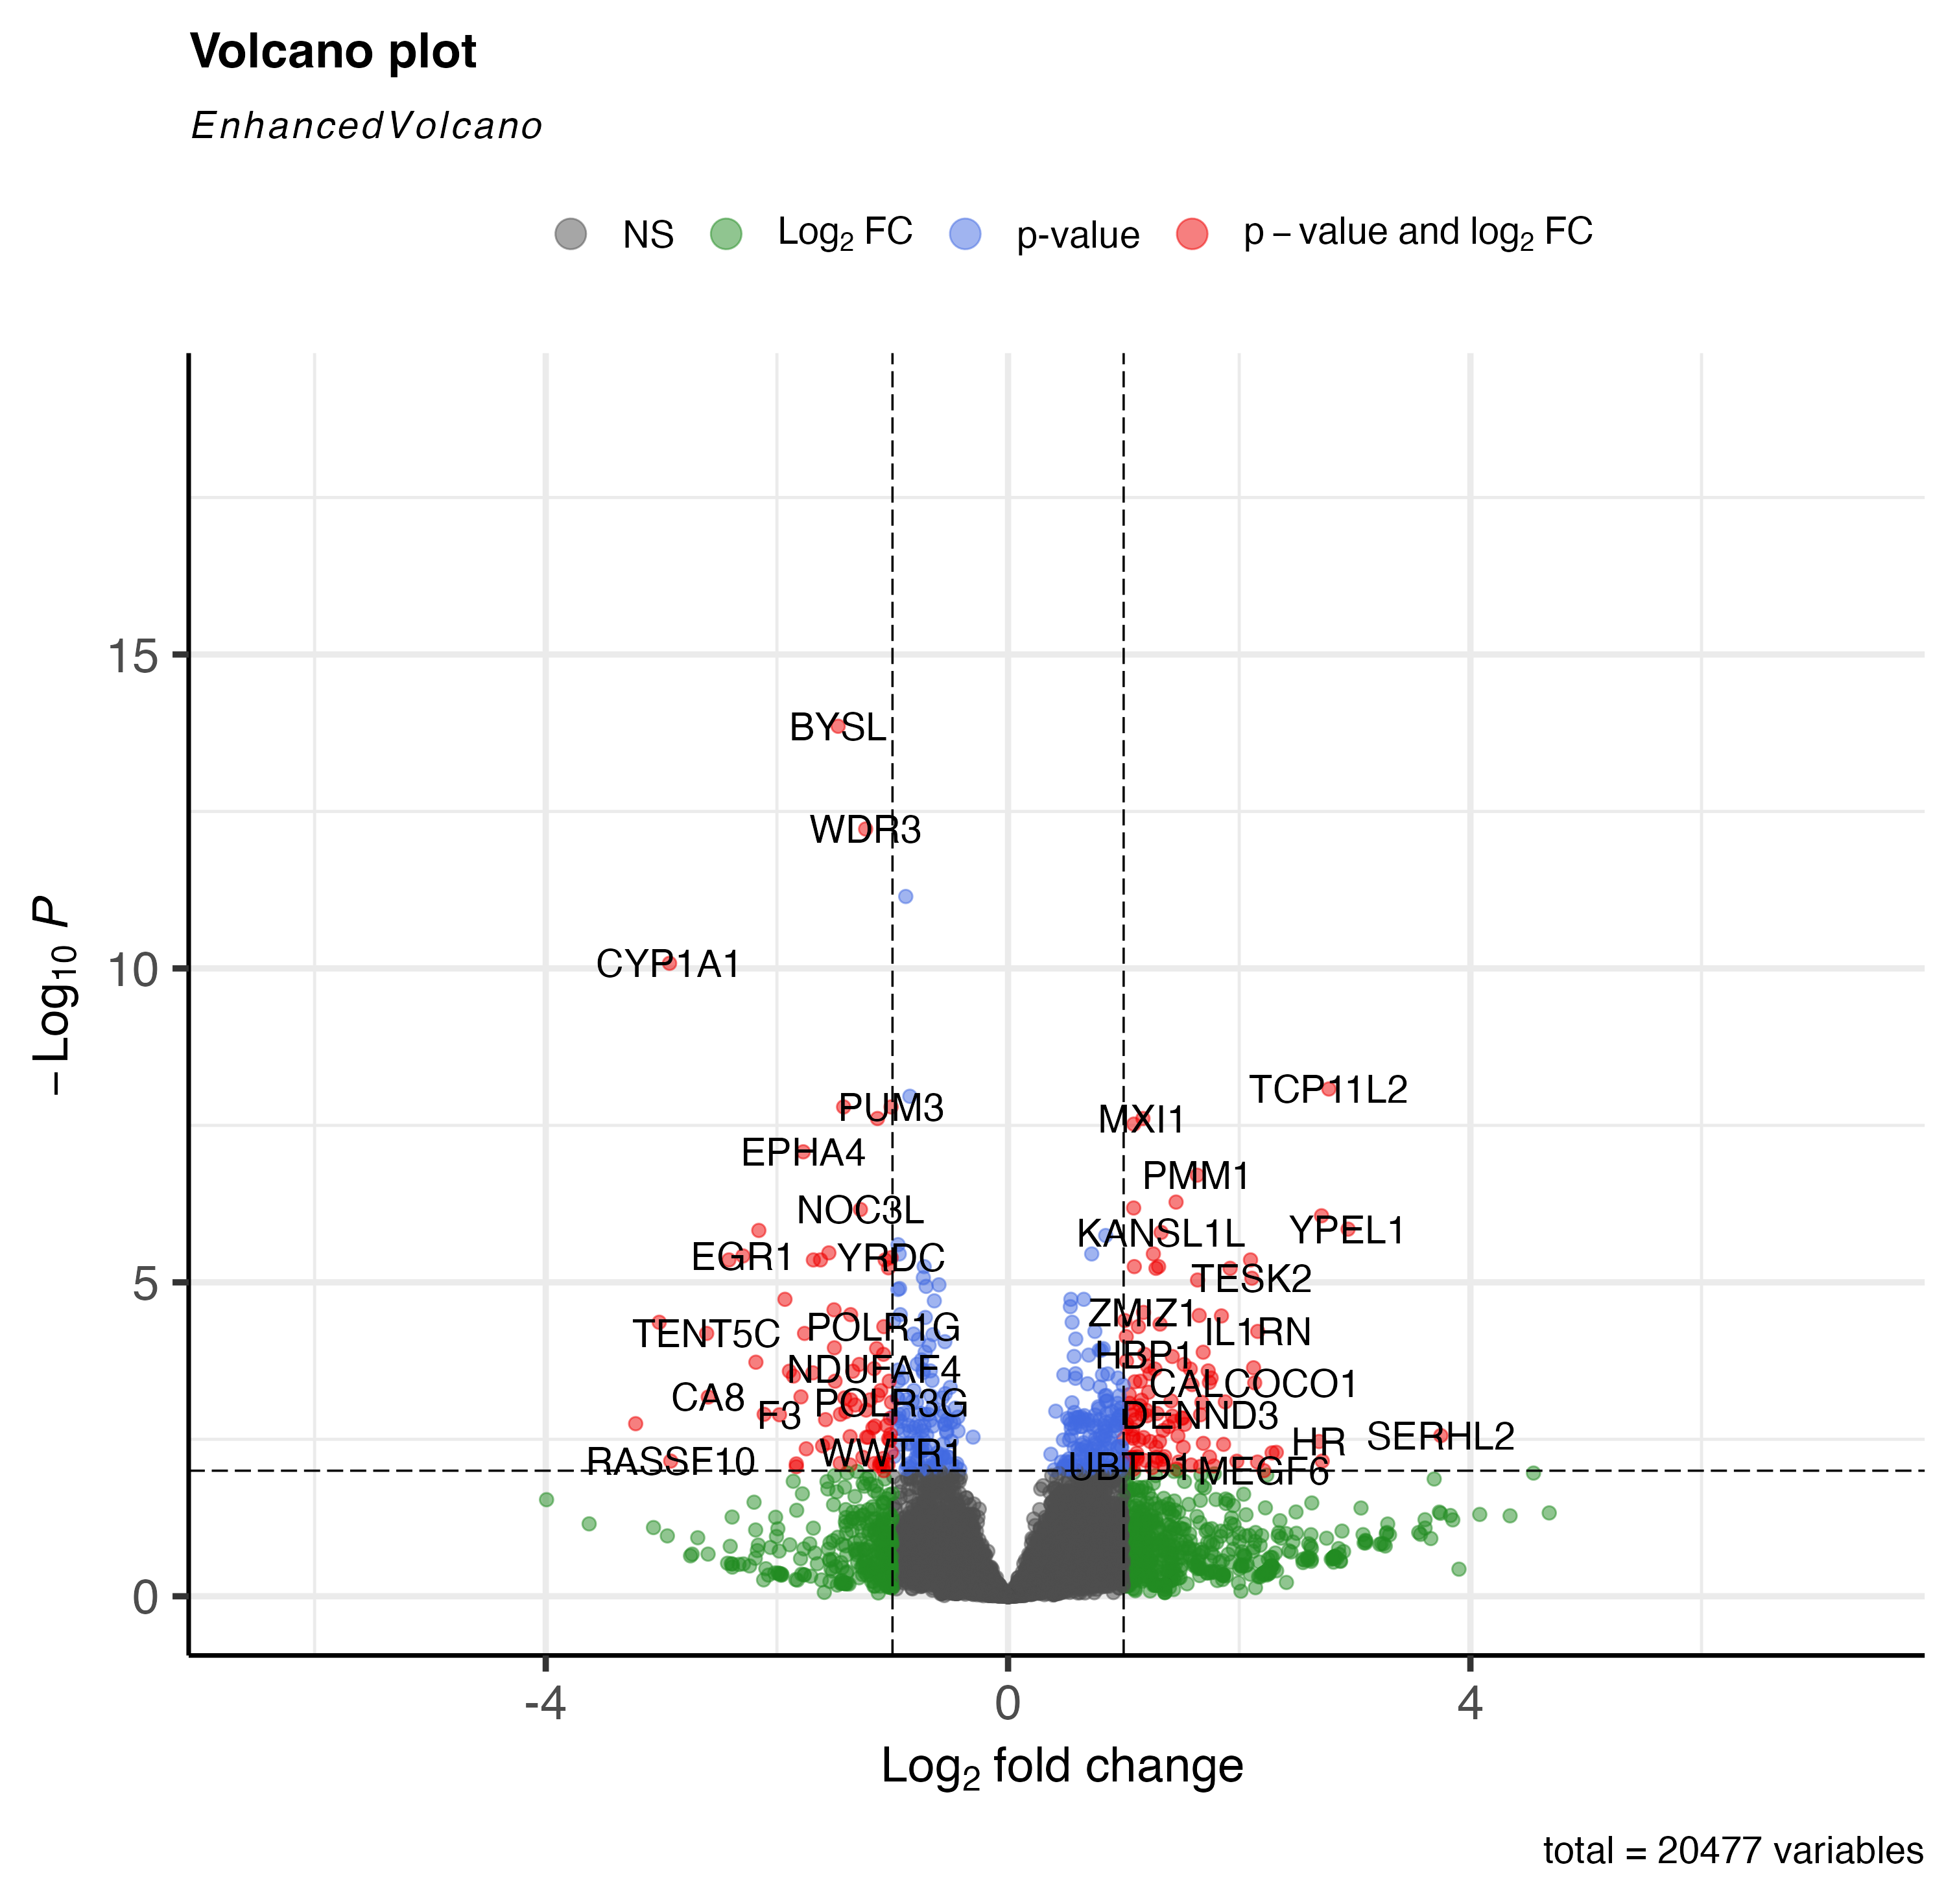 Volcano plot
EnhancedVolcano
NS Log₂ FC p-value p − value and log₂ FC
15
BYSL
WDR3
−Log₁₀ P
10
CYP1A1
TCP11L2
PUM3
MXI1
EPHA4
PMM1
NOC3L
KANSL1L
YPEL1
EGR1
YRDC
5
TESK2
ZMIZ1
TENT5C
POLR1G
IL1RN
HBP1
NDUFAF4
CALCOCO1
CA8
POLR3G
F3
DENND3
HR
SERHL2
RASSF10
WWTR1
UBTD1
MEGF6
0
-4 0 4
Log₂ fold change
total = 20477 variables